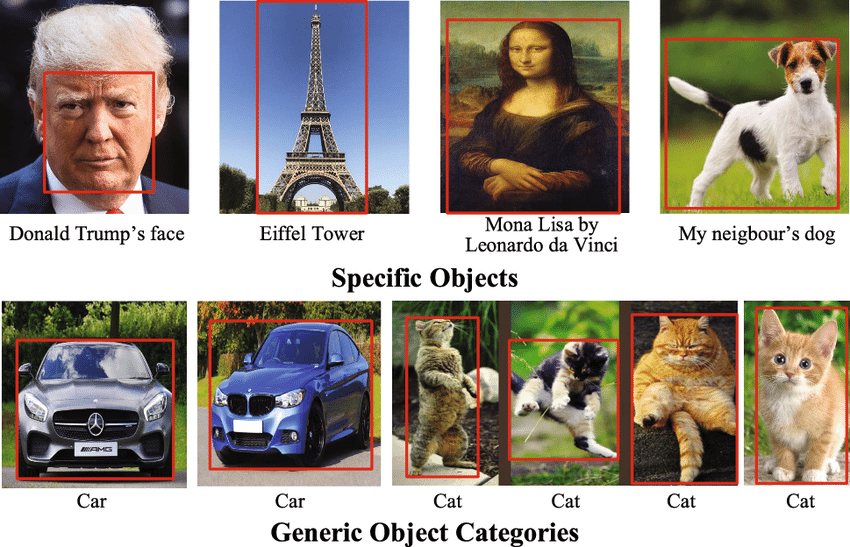 Donald Trump's face
Eiffel Tower
Mona Lisa by
Leonardo da Vinci
My neigbour's dog
Specific Objects
AMG
Car
Car
Cat
Cat
Cat
Cat
Generic Object Categories